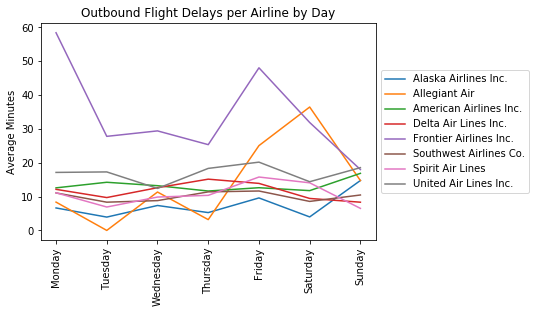 Outbound Flight Delays per Airline by Day
Average Minutes
60
50
40
30
20
10
0
Monday
Tuesday
Wednesday
Thursday
Friday
Saturday
Sunday
Alaska Airlines Inc.
Allegiant Air
American Airlines Inc.
Delta Air Lines Inc.
Frontier Airlines Inc.
Southwest Airlines Co.
Spirit Air Lines
United Air Lines Inc.